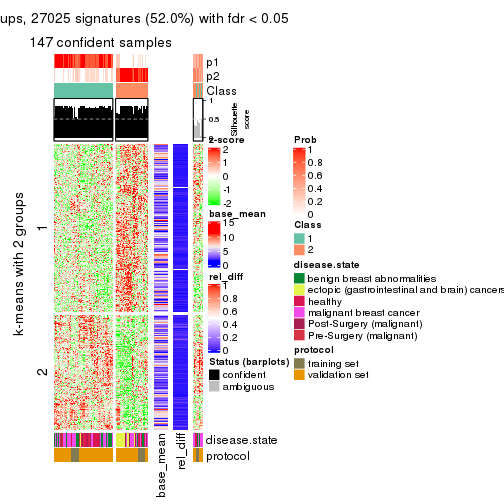 ups, 27025 signatures (52.0%) with fdr < 0.05
147 confident samples
p1
p2
Class
1
0.5
0
Silhouette
score
k-means with 2 groups
1
2
z-score
2
1
0
-1
-2
base_mean
15
10
5
0
rel_diff
1
0.8
0.6
0.4
0.2
0
Status (barplots)
confident
ambiguous
Prob
1
0.8
0.6
0.4
0.2
0
Class
1
2
disease.state
benign breast abnormalities
ectopic (gastrointestinal and brain) cancers
healthy
malignant breast cancer
Post-Surgery (malignant)
Pre-Surgery (malignant)
protocol
training set
validation set
disease.state
protocol
base_mean
rel_diff